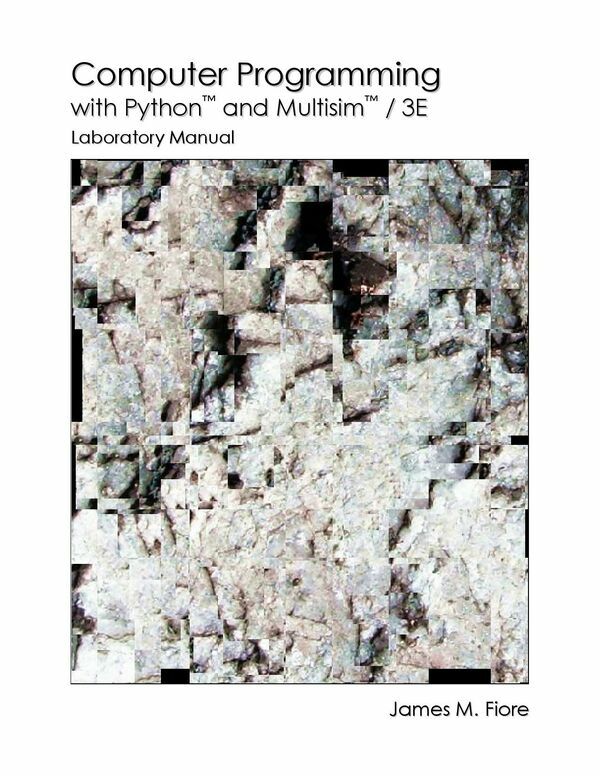 Computer Programming
with Python™ and Multisim™ / 3E
Laboratory Manual
James M. Fiore